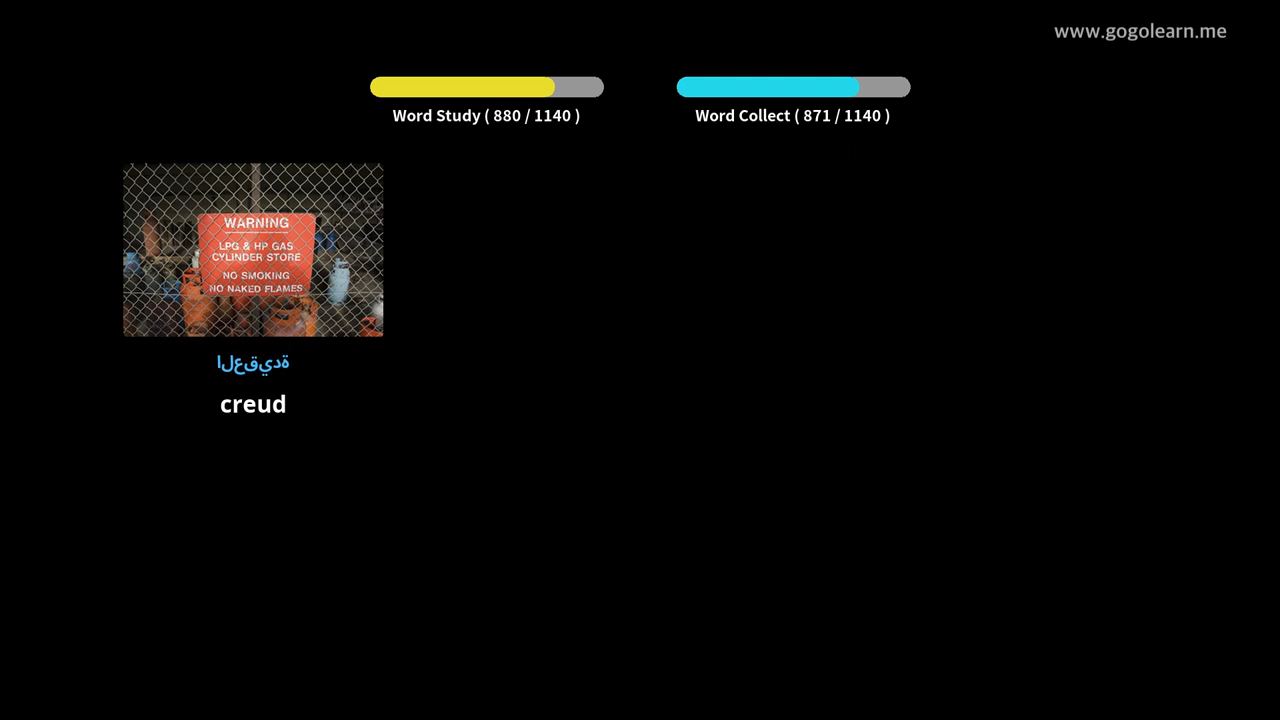 www.gogolearn.me
Word Study ( 880 / 1140 )
Word Collect ( 871 / 1140 )
WARNING
LPG & HP GAS
CYLINDER STORE
NO SMOKING
NO NAKED FLAMES
العقيدة
creud